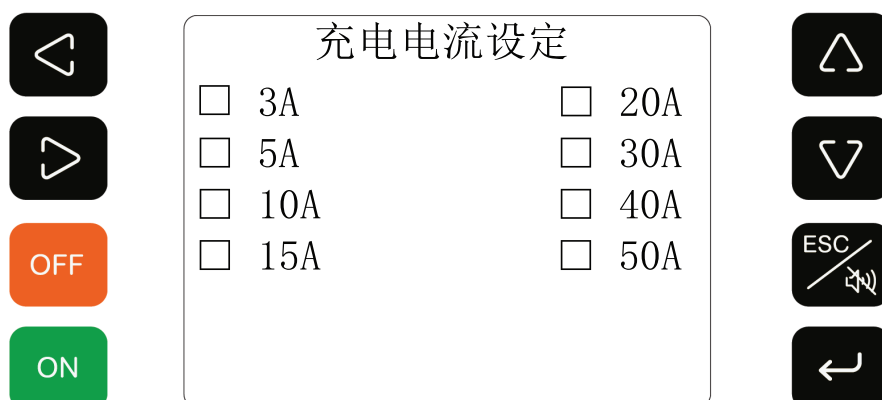 充电电流设定
□ 3A □ 20A
□ 5A □ 30A
□ 10A □ 40A
□ 15A □ 50A
OFF
ON
ESC